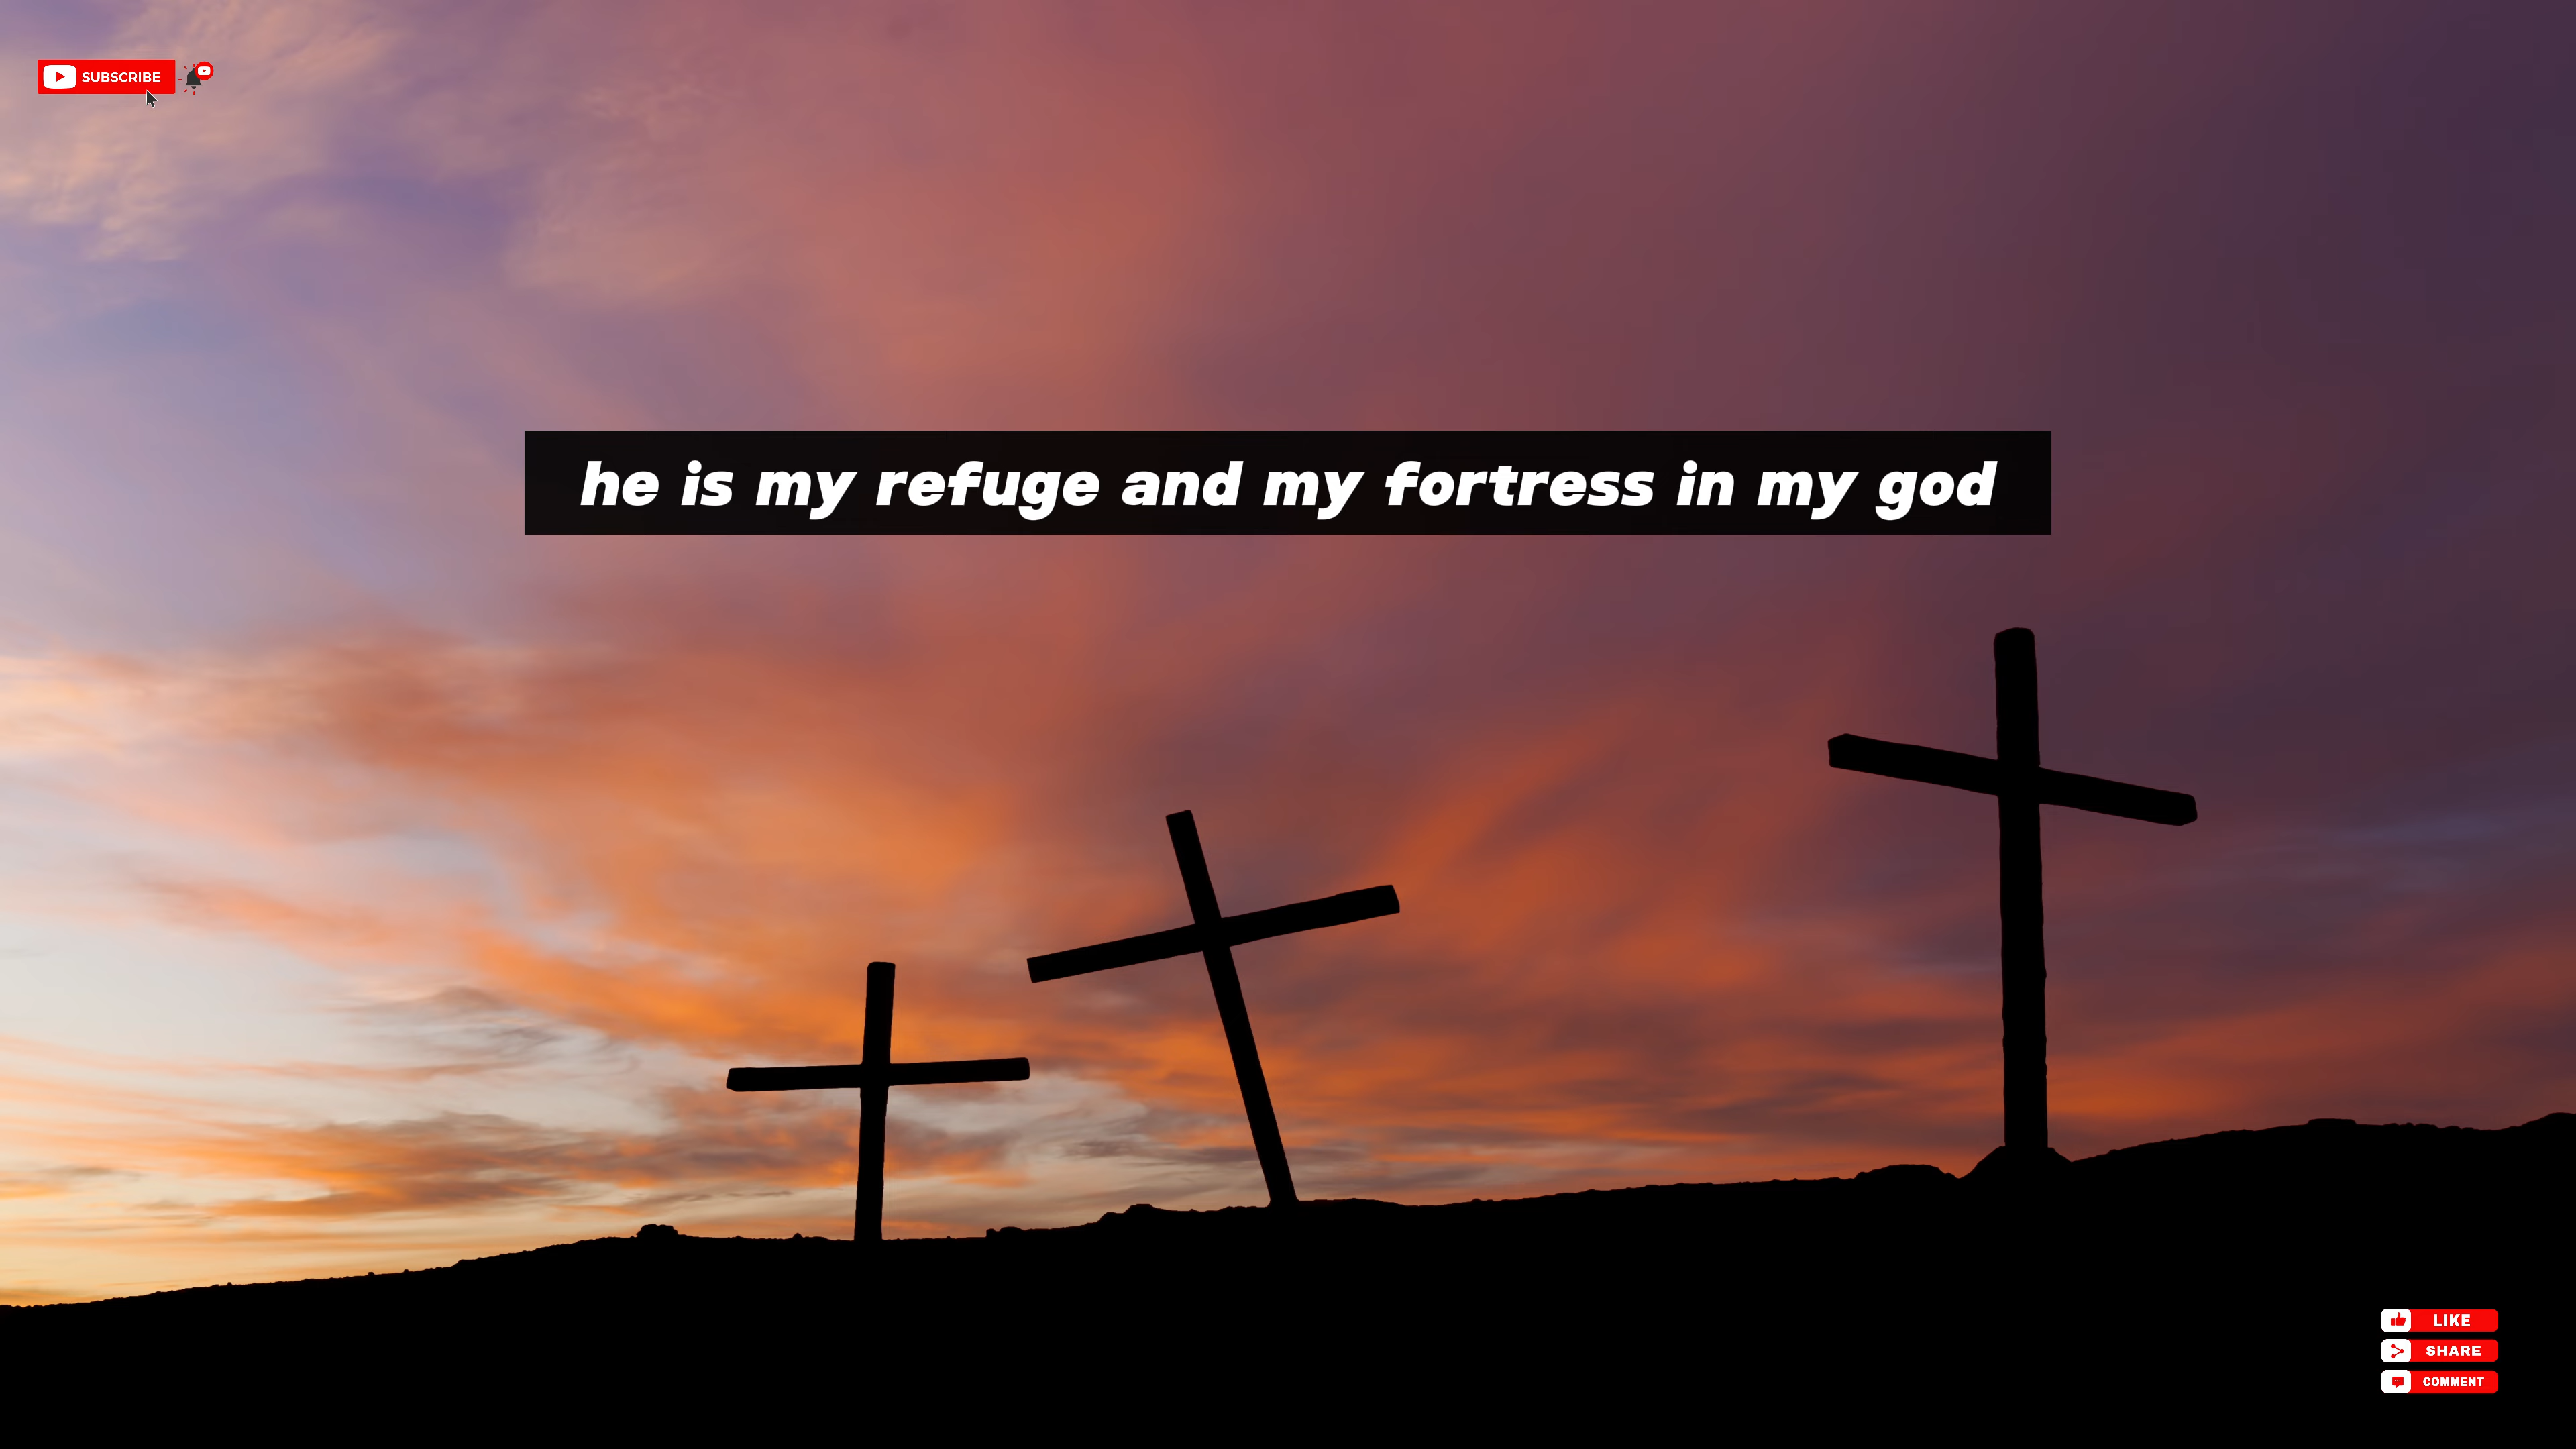 SUBSCRIBE
he is my refuge and my fortress in my god
LIKE
SHARE
COMMENT